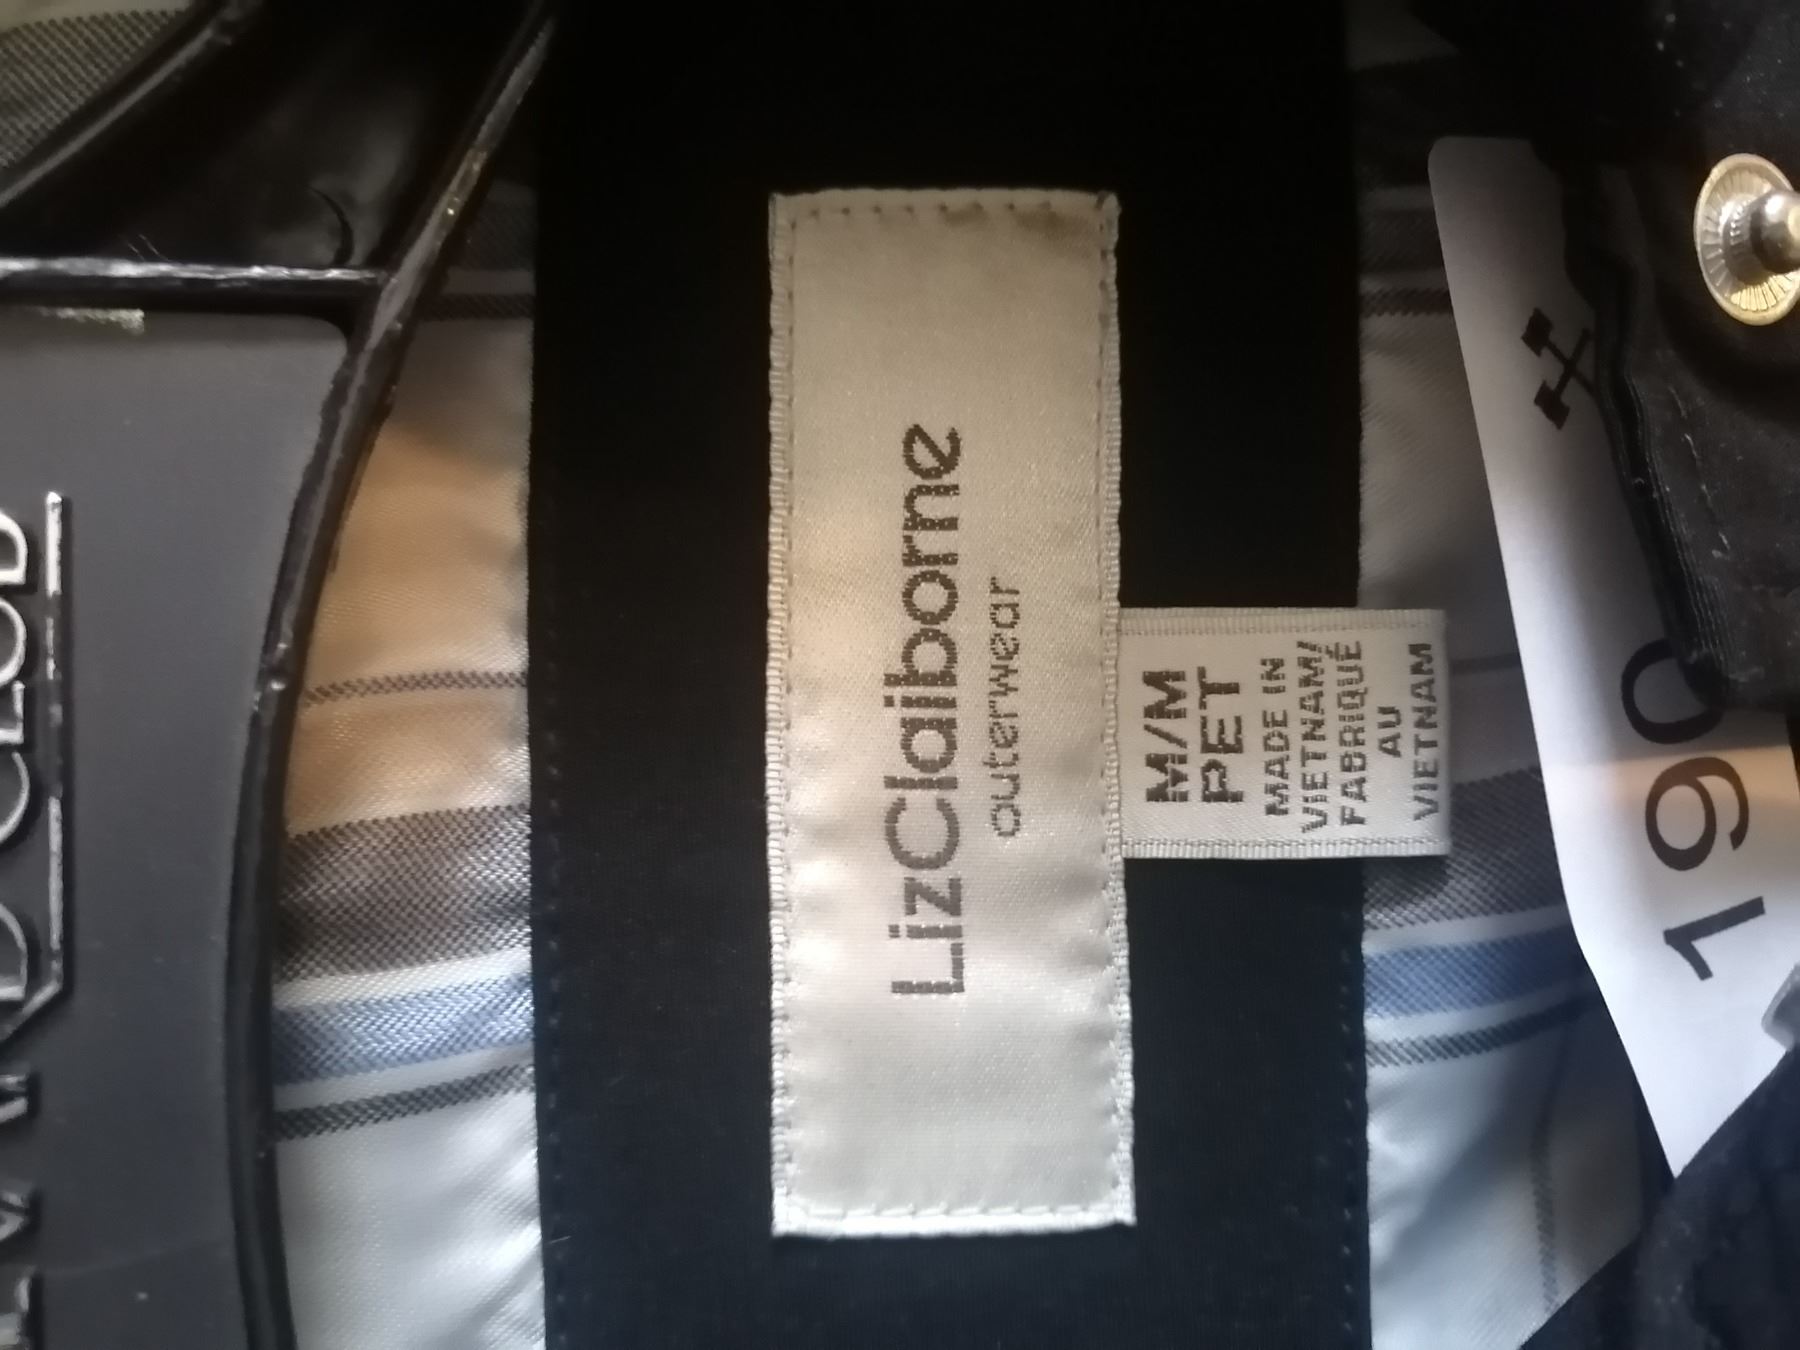 LizClaiborne
outerwear
M/M
PET
MADE IN
VIETNAM/
FABRIQUÉ
AU
VIETNAM
190